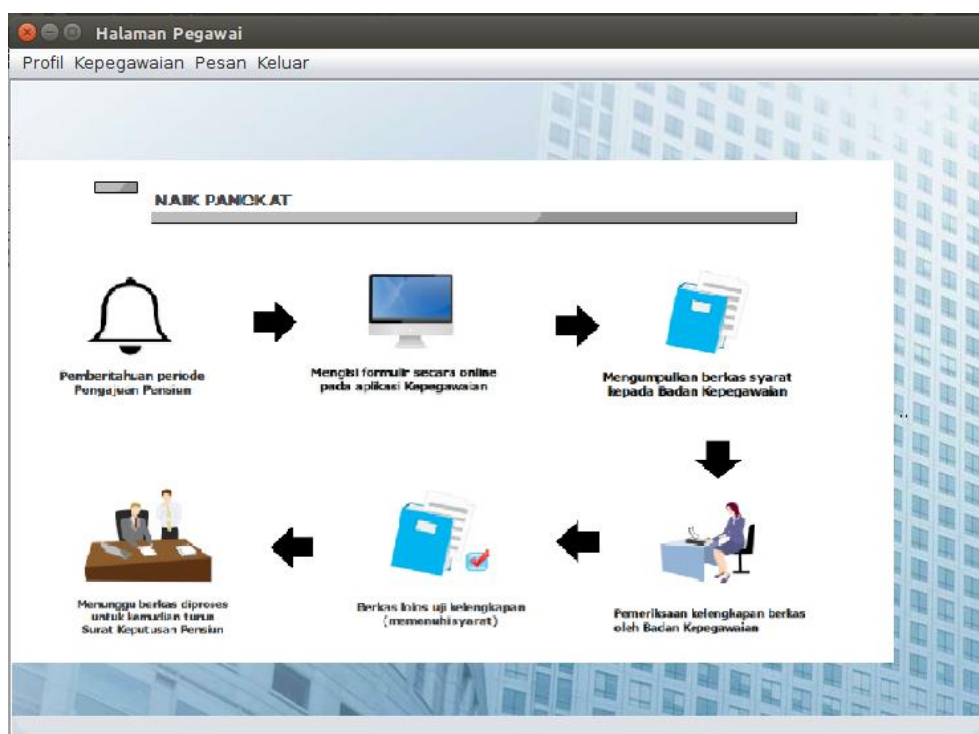 Halaman Pegawai
Profil Kepegawaian Pesan Keluar
NAIK PANGKAT
Pemberitahuan periode
Pengajuan Pensiun
Mengisi formulir secara online
pada aplikasi Kepegawaian
Mengumpulkan berkas syarat
kepada Badan Kepegawaian
Menunggu berkas diproses
untuk kemudian turun
Surat Keputusan Pensiun
Berkas lolos uji kelengkapan
(memenuhi syarat)
Pemeriksaan kelengkapan berkas
oleh Badan Kepegawaian